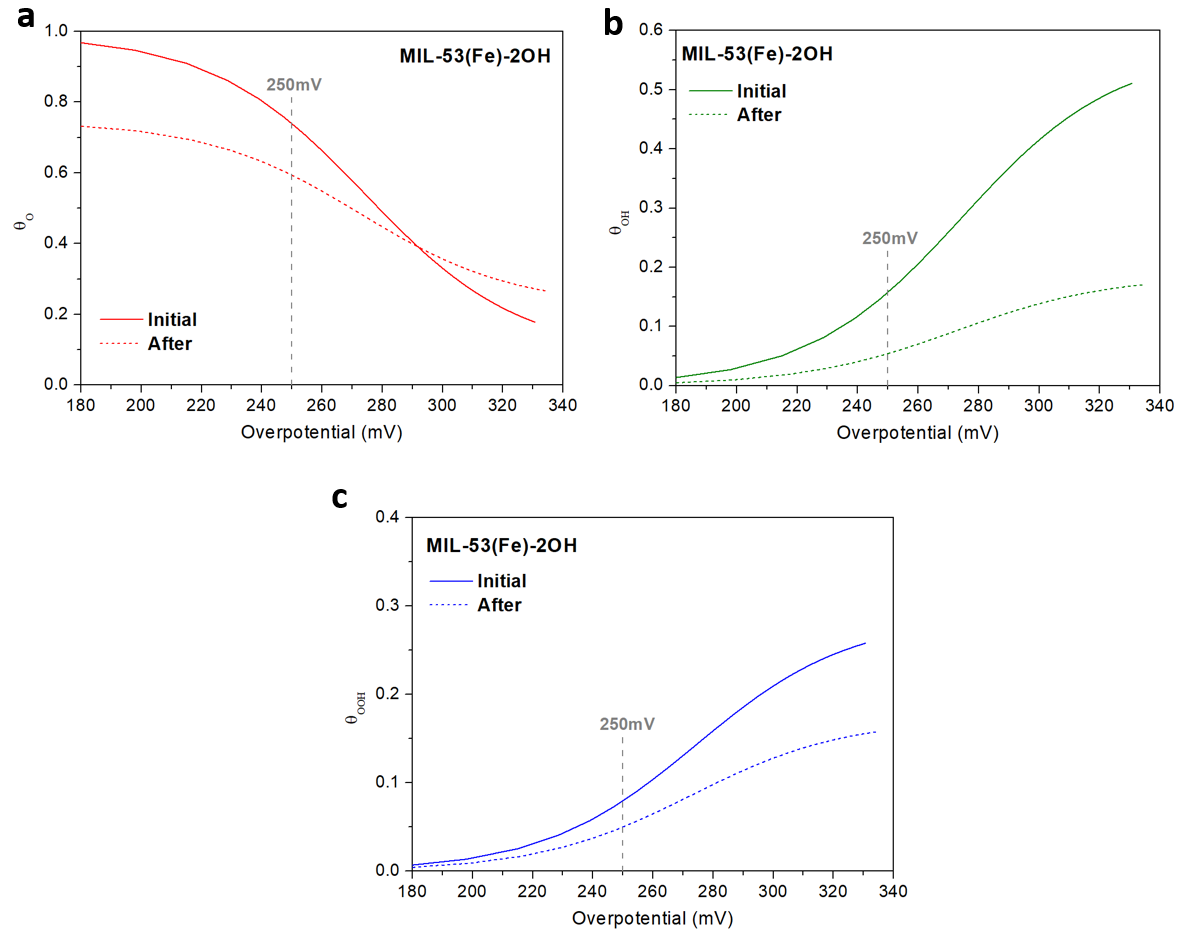 a
MIL-53(Fe)-2OH
250mV
1.0
0.8
0.6
0.4
0.2
0.0
θO
Initial
After
180 200 220 240 260 280 300 320 340
Overpotential (mV)
b
MIL-53(Fe)-2OH
Initial
After
250mV
0.6
0.5
0.4
0.3
0.2
0.1
0.0
θOH
180 200 220 240 260 280 300 320 340
Overpotential (mV)
c
MIL-53(Fe)-2OH
Initial
After
250mV
0.4
0.3
0.2
0.1
0.0
θOOH
180 200 220 240 260 280 300 320 340
Overpotential (mV)